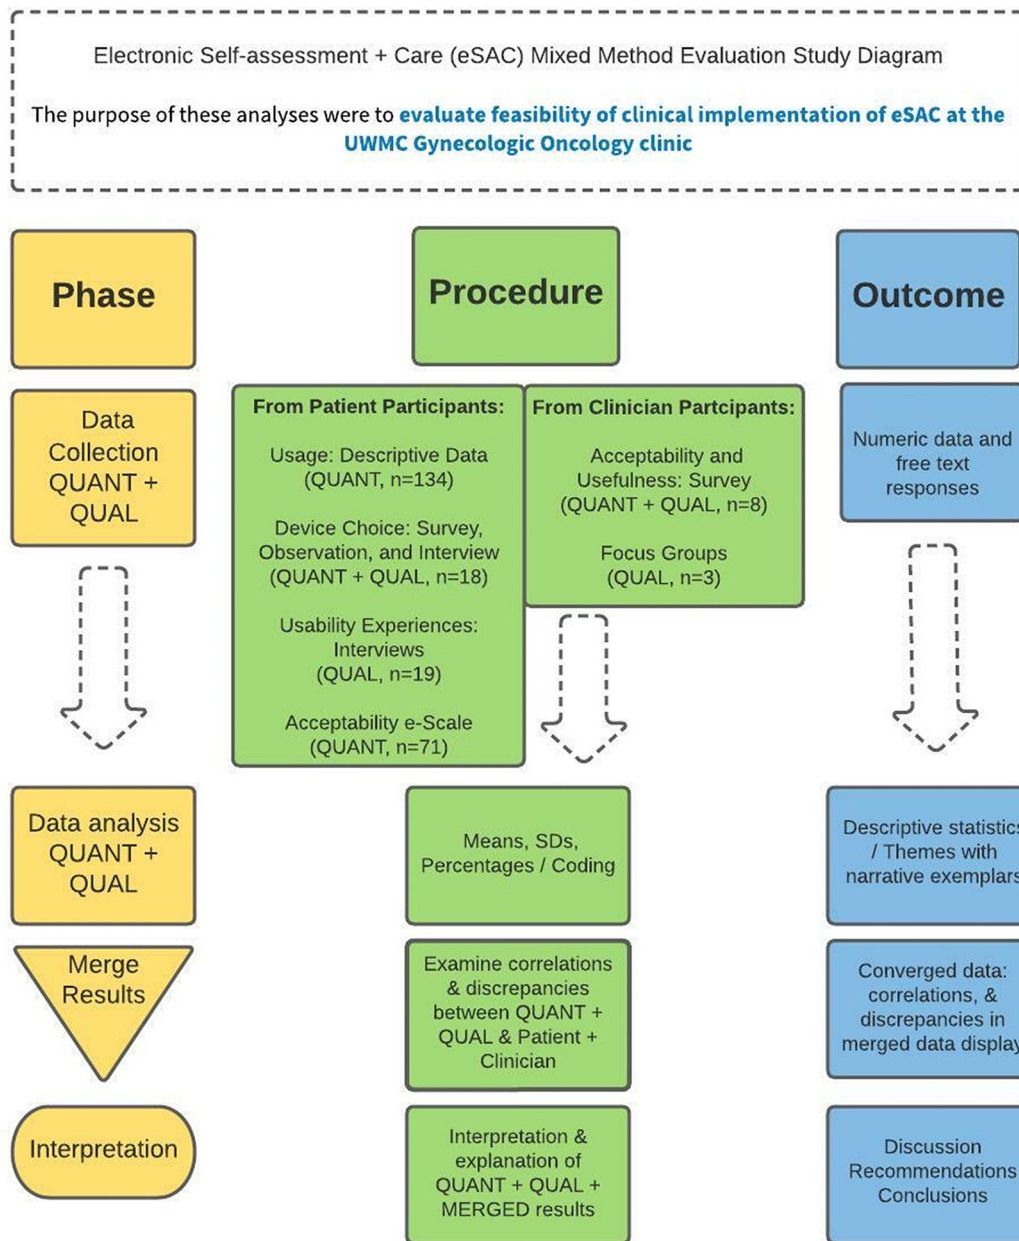 Electronic Self-assessment + Care (eSAC) Mixed Method Evaluation Study Diagram
The purpose of these analyses were to evaluate feasibility of clinical implementation of eSAC at the
UWMC Gynecologic Oncology clinic
Phase
Procedure
Outcome
Data
Collection
QUANT +
QUAL
From Patient Participants:
Usage: Descriptive Data
(QUANT, n=134)
Device Choice: Survey,
Observation, and Interview
(QUANT + QUAL, n=18)
Usability Experiences:
Interviews
(QUAL, n=19)
Acceptability e-Scale
(QUANT, n=71)
From Clinician Partcipants:
Acceptability and
Usefulness: Survey
(QUANT + QUAL, n=8)
Focus Groups
(QUAL, n=3)
Numeric data and
free text
responses
Data analysis
QUANT +
QUAL
Means, SDs,
Percentages / Coding
Descriptive statistics
/ Themes with
narrative exemplars
Merge
Results
Examine correlations
& discrepancies
between QUANT +
QUAL & Patient +
Clinician
Converged data:
correlations, &
discrepancies in
merged data display
Interpretation
Interpretation &
explanation of
QUANT + QUAL +
MERGED results
Discussion
Recommendations
Conclusions